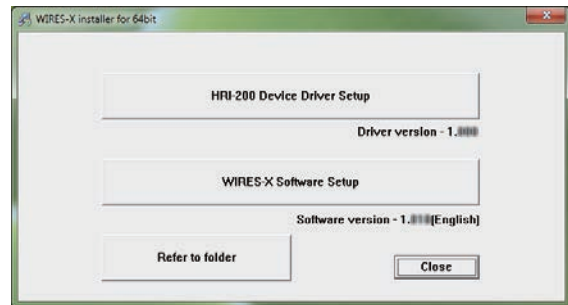 WIRES-X installer for 64bit
HRI-200 Device Driver Setup
Driver version - 1.
WIRES-X Software Setup
Software version - 1. (English)
Refer to folder
Close